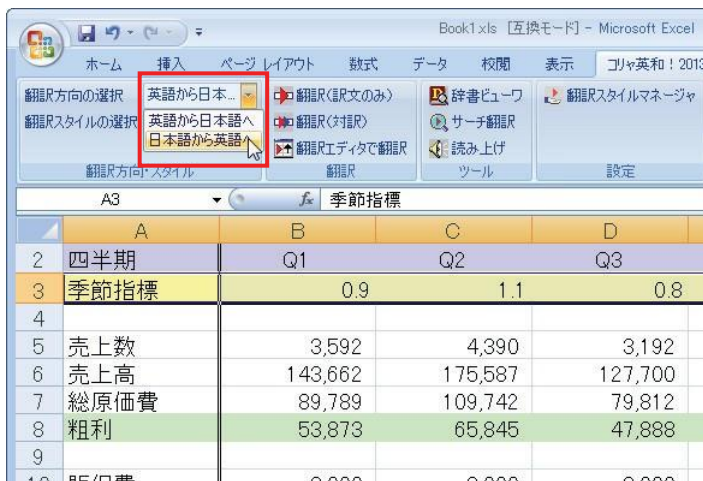 Book1.xls [互換モード] - Microsoft Excel
ホーム 挿入 ページ レイアウト 数式 データ 校閲 表示 コリャ英和！2013
翻訳方向の選択 英語から日本... 翻訳(訳文のみ) 辞書ビューワ 翻訳スタイルマネージャ
翻訳スタイルの選択 英語から日本語へ 翻訳(対訳) サーチ翻訳
日本語から英語へ 翻訳エディタで翻訳 読み上げ
翻訳方向・スタイル 翻訳 ツール 設定
A3 fx 季節指標
A B C D
2 四半期 Q1 Q2 Q3
3 季節指標 0.9 1.1 0.8
4
5 売上数 3,592 4,390 3,192
6 売上高 143,662 175,587 127,700
7 総原価費 89,789 109,742 79,812
8 粗利 53,873 65,845 47,888
9